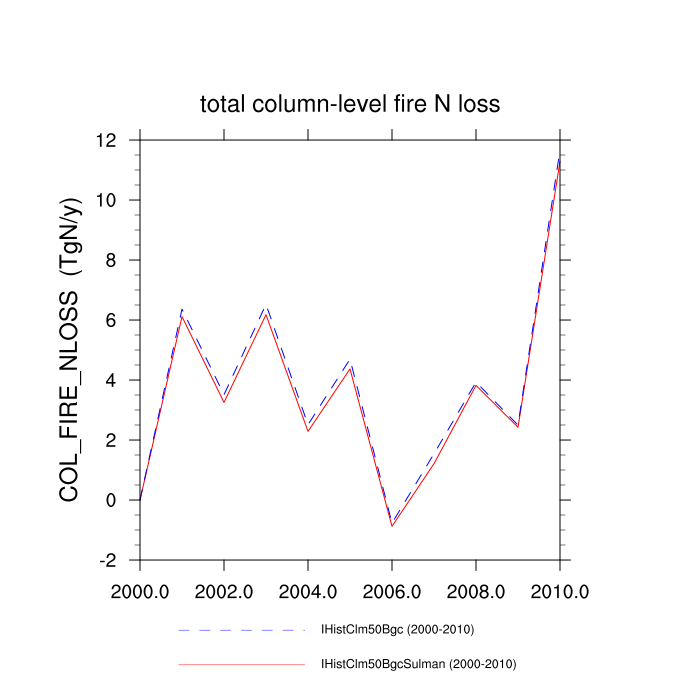 total column-level fire N loss
COL_FIRE_NLOSS (TgN/y)
12
10
8
6
4
2
0
-2
2000.0 2002.0 2004.0 2006.0 2008.0 2010.0
IHistClm50Bgc (2000-2010)
IHistClm50BgcSulman (2000-2010)